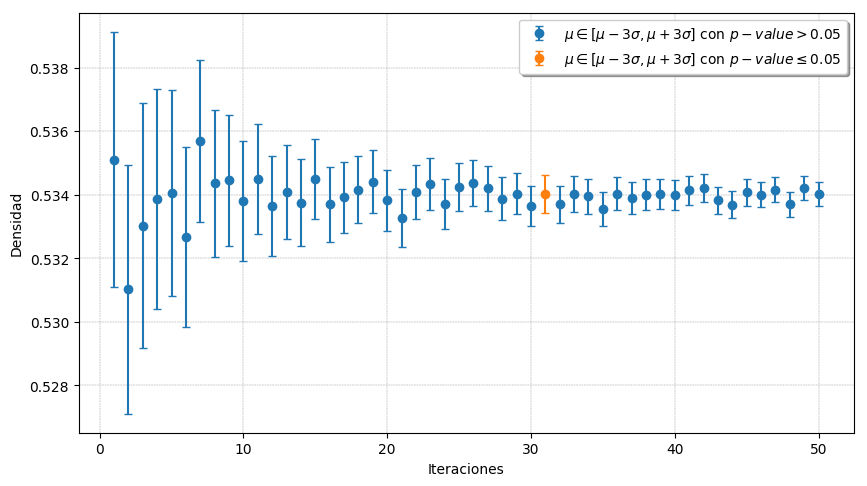 μ ∈ [μ − 3σ, μ + 3σ] con p − value > 0.05
μ ∈ [μ − 3σ, μ + 3σ] con p − value ≤ 0.05
0.538
0.536
0.534
0.532
0.530
0.528
Densidad
0 10 20 30 40 50
Iteraciones